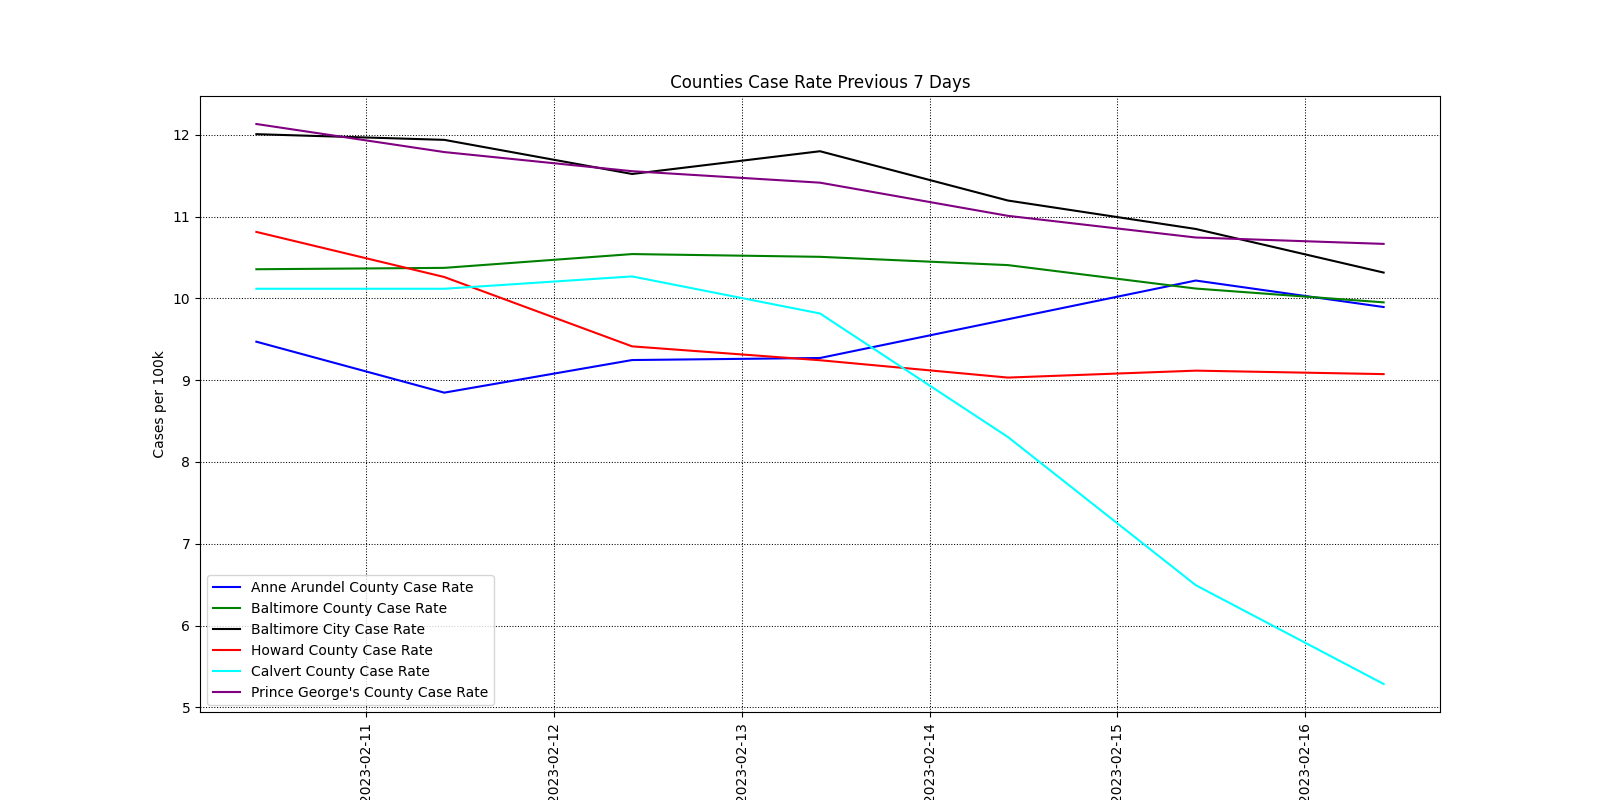 Counties Case Rate Previous 7 Days
Cases per 100k
12
11
10
9
8
7
6
5
Anne Arundel County Case Rate
Baltimore County Case Rate
Baltimore City Case Rate
Howard County Case Rate
Calvert County Case Rate
Prince George's County Case Rate
2023-02-11
2023-02-12
2023-02-13
2023-02-14
2023-02-15
2023-02-16